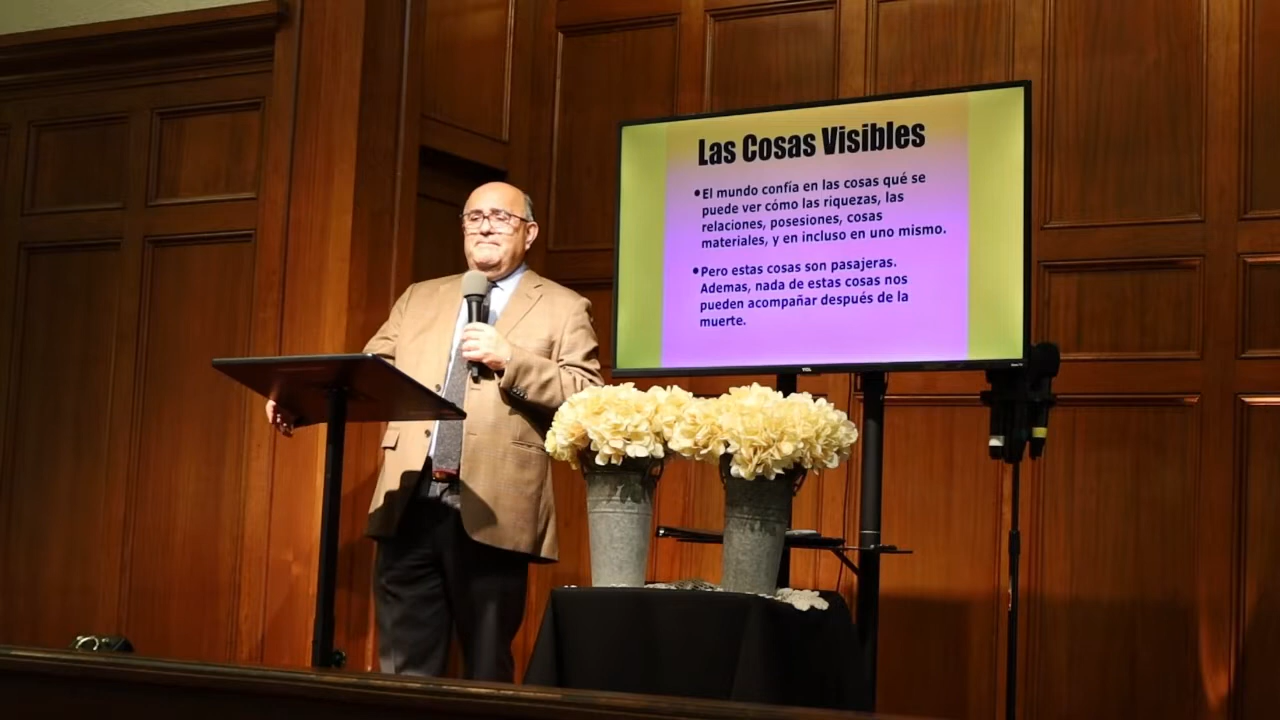 Las Cosas Visibles
•El mundo confía en las cosas qué se
puede ver cómo las riquezas, las
relaciones, posesiones, cosas
materiales, y en incluso en uno mismo.
•Pero estas cosas son pasajeras.
Ademas, nada de estas cosas nos
pueden acompañar después de la
muerte.
TCL